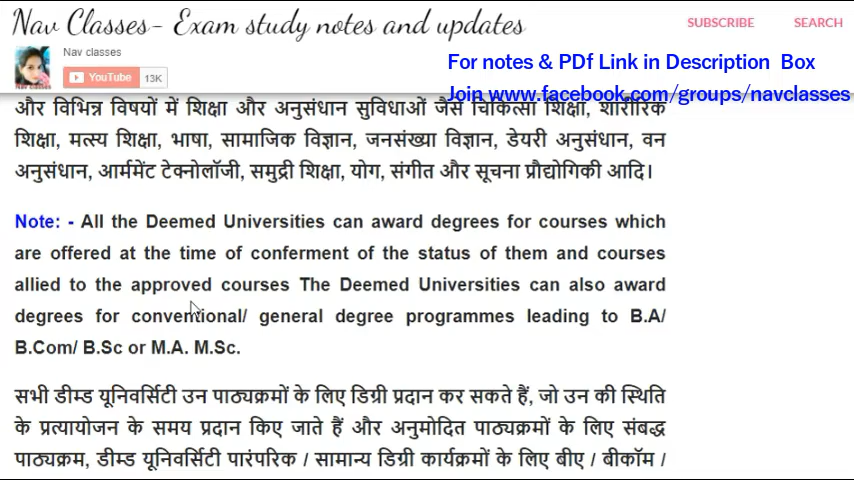 Nav Classes- Exam study notes and updates
SUBSCRIBE SEARCH
Nav classes
YouTube 13K
For notes & PDf Link in Description Box
Join www.facebook.com/groups/navclasses
और विभिन्न विषयों में शिक्षा और अनुसंधान सुविधाओं जैसे चिकित्सा शिक्षा, शारीरिक
शिक्षा, मत्स्य शिक्षा, भाषा, सामाजिक विज्ञान, जनसंख्या विज्ञान, डेयरी अनुसंधान, वन
अनुसंधान, आर्ममेंट टेक्नोलॉजी, समुद्री शिक्षा, योग, संगीत और सूचना प्रौद्योगिकी आदि।
Note: - All the Deemed Universities can award degrees for courses which
are offered at the time of conferment of the status of them and courses
allied to the approved courses The Deemed Universities can also award
degrees for conventional/ general degree programmes leading to B.A/
B.Com/ B.Sc or M.A. M.Sc.
सभी डीम्ड यूनिवर्सिटी उन पाठ्यक्रमों के लिए डिग्री प्रदान कर सकते हैं, जो उन की स्थिति
के प्रत्यायोजन के समय प्रदान किए जाते हैं और अनुमोदित पाठ्यक्रमों के लिए संबद्ध
पाठ्यक्रम, डीम्ड यूनिवर्सिटी पारंपरिक / सामान्य डिग्री कार्यक्रमों के लिए बीए / बीकॉम /